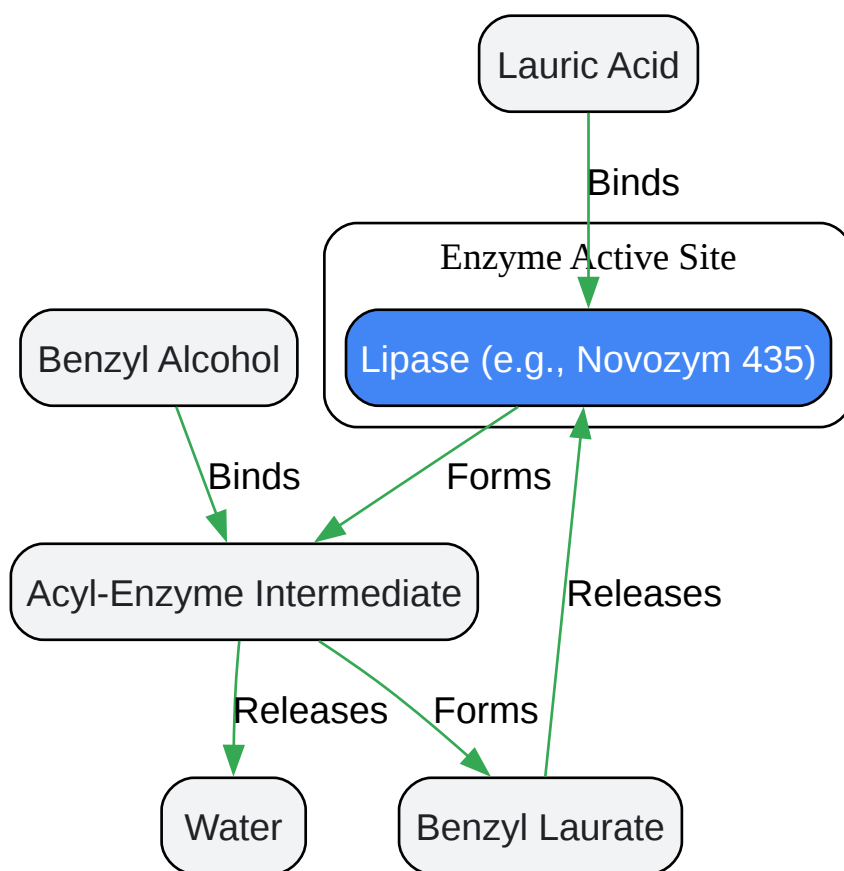 Lauric Acid
Binds
Enzyme Active Site
Benzyl Alcohol
Lipase (e.g., Novozym 435)
Binds
Forms
Acyl-Enzyme Intermediate
Releases
Releases
Forms
Water
Benzyl Laurate